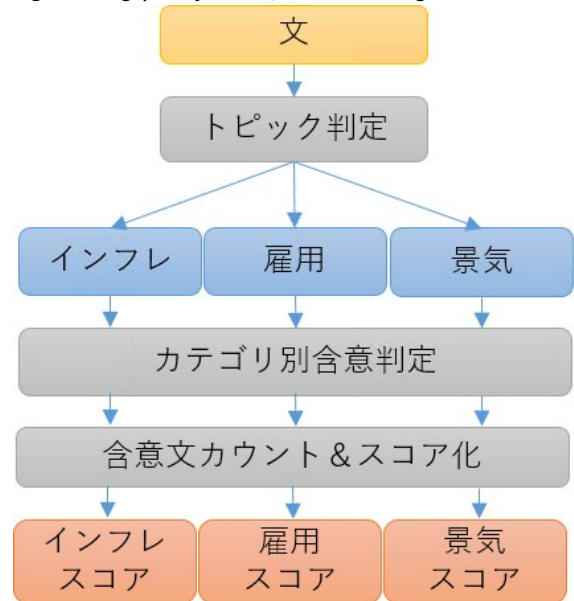 文
トピック判定
インフレ 雇用 景気
カテゴリ別含意判定
含意文カウント＆スコア化
インフレ 雇用 景気
スコア スコア スコア